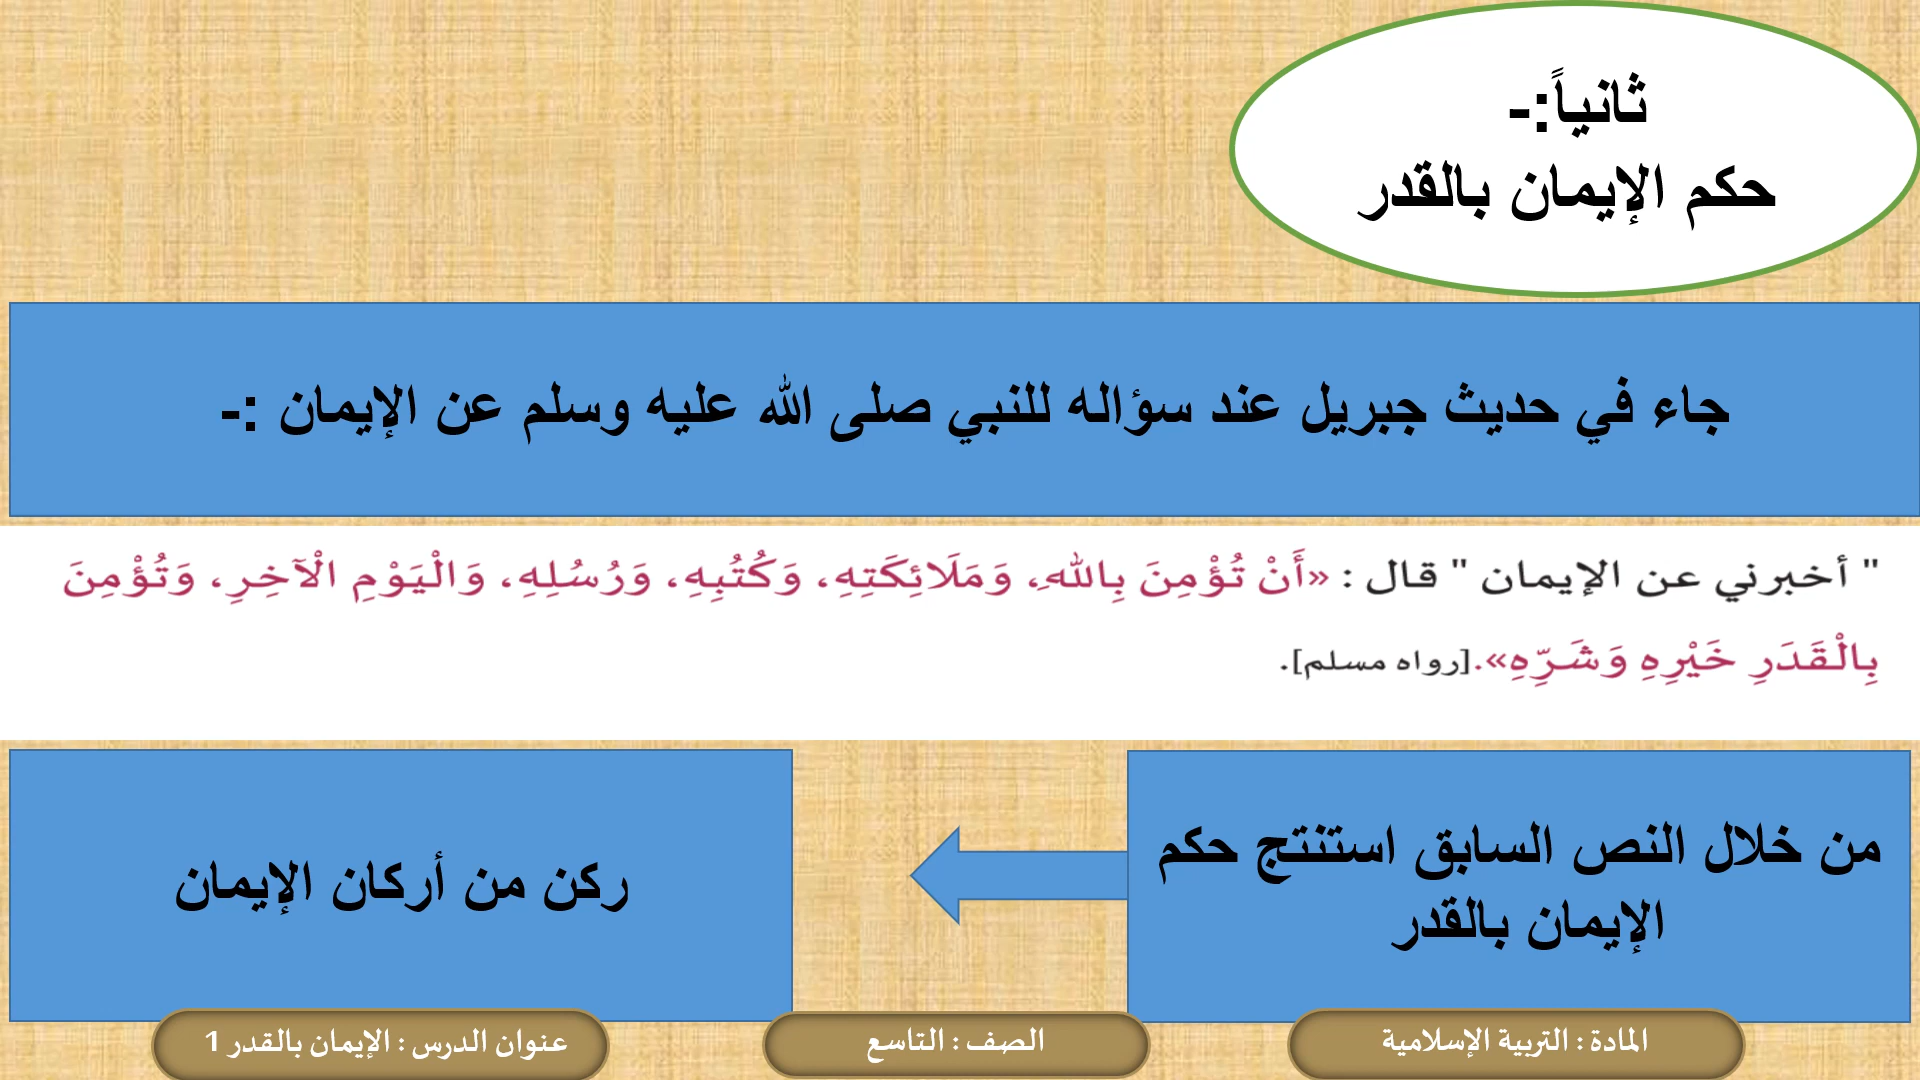 ثانياً:-
حكم الإيمان بالقدر
جاء في حديث جبريل عند سؤاله للنبي صلى الله عليه وسلم عن الإيمان :-
" أخبرني عن الإيمان " قال : «أَنْ تُؤْمِنَ بِاللهِ، وَمَلَائِكَتِهِ، وَكُتُبِهِ، وَرُسُلِهِ، وَالْيَوْمِ الْآخِرِ، وَتُؤْمِنَ
بِالْقَدَرِ خَيْرِهِ وَشَرِّهِ».[رواه مسلم].
من خلال النص السابق استنتج حكم
الإيمان بالقدر
ركن من أركان الإيمان
المادة : التربية الإسلامية
الصف : التاسع
عنوان الدرس : الإيمان بالقدر 1